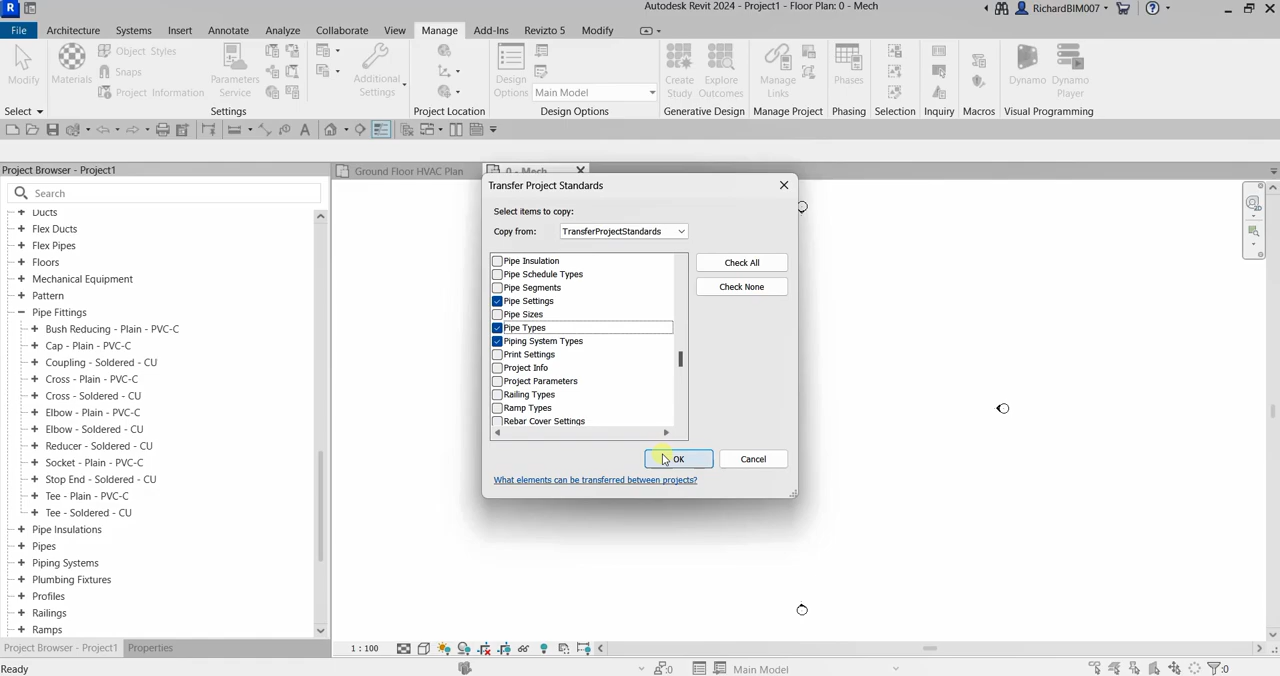 Autodesk Revit 2024 - Project1 - Floor Plan: 0 - Mech
RichardBIM007
File Architecture Systems Insert Annotate Analyze Collaborate View Manage Add-Ins Revizto 5 Modify
Modify
Materials
Object Styles
Snaps
Project Information
Parameters Service
Additional Settings
Design Options
Main Model
Create Study
Explore Outcomes
Manage Links
Phases
Dynamo
Dynamo Player
Select Settings Project Location Design Options Generative Design Manage Project Phasing Selection Inquiry Macros Visual Programming
Project Browser - Project1
Search
Ducts
Flex Ducts
Flex Pipes
Floors
Mechanical Equipment
Pattern
Pipe Fittings
Bush Reducing - Plain - PVC-C
Cap - Plain - PVC-C
Coupling - Soldered - CU
Cross - Plain - PVC-C
Cross - Soldered - CU
Elbow - Plain - PVC-C
Elbow - Soldered - CU
Reducer - Soldered - CU
Socket - Plain - PVC-C
Stop End - Soldered - CU
Tee - Plain - PVC-C
Tee - Soldered - CU
Pipe Insulations
Pipes
Piping Systems
Plumbing Fixtures
Profiles
Railings
Ramps
Project Browser - Project1 Properties
Ground Floor HVAC Plan
0 - Mech
Transfer Project Standards
Select items to copy:
Copy from: TransferProjectStandards
Pipe Insulation
Pipe Schedule Types
Pipe Segments
Pipe Settings
Pipe Sizes
Pipe Types
Piping System Types
Print Settings
Project Info
Project Parameters
Railing Types
Ramp Types
Rebar Cover Settings
Check All
Check None
OK
Cancel
What elements can be transferred between projects?
1 : 100
Ready
:0
Main Model
:0